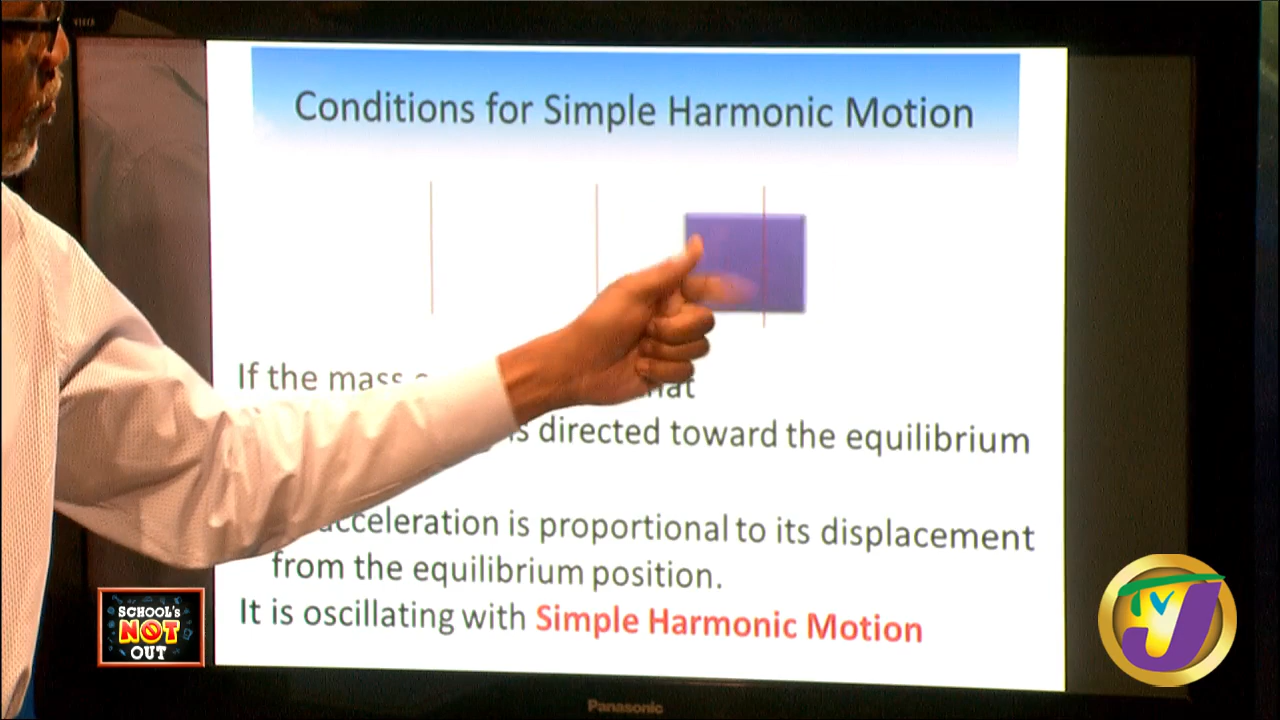 Conditions for Simple Harmonic Motion
If the mass
directed toward the equilibrium
acceleration is proportional to its displacement
from the equilibrium position.
It is oscillating with Simple Harmonic Motion
SCHOOL'S
NOT
OUT
TVJ
Panasonic